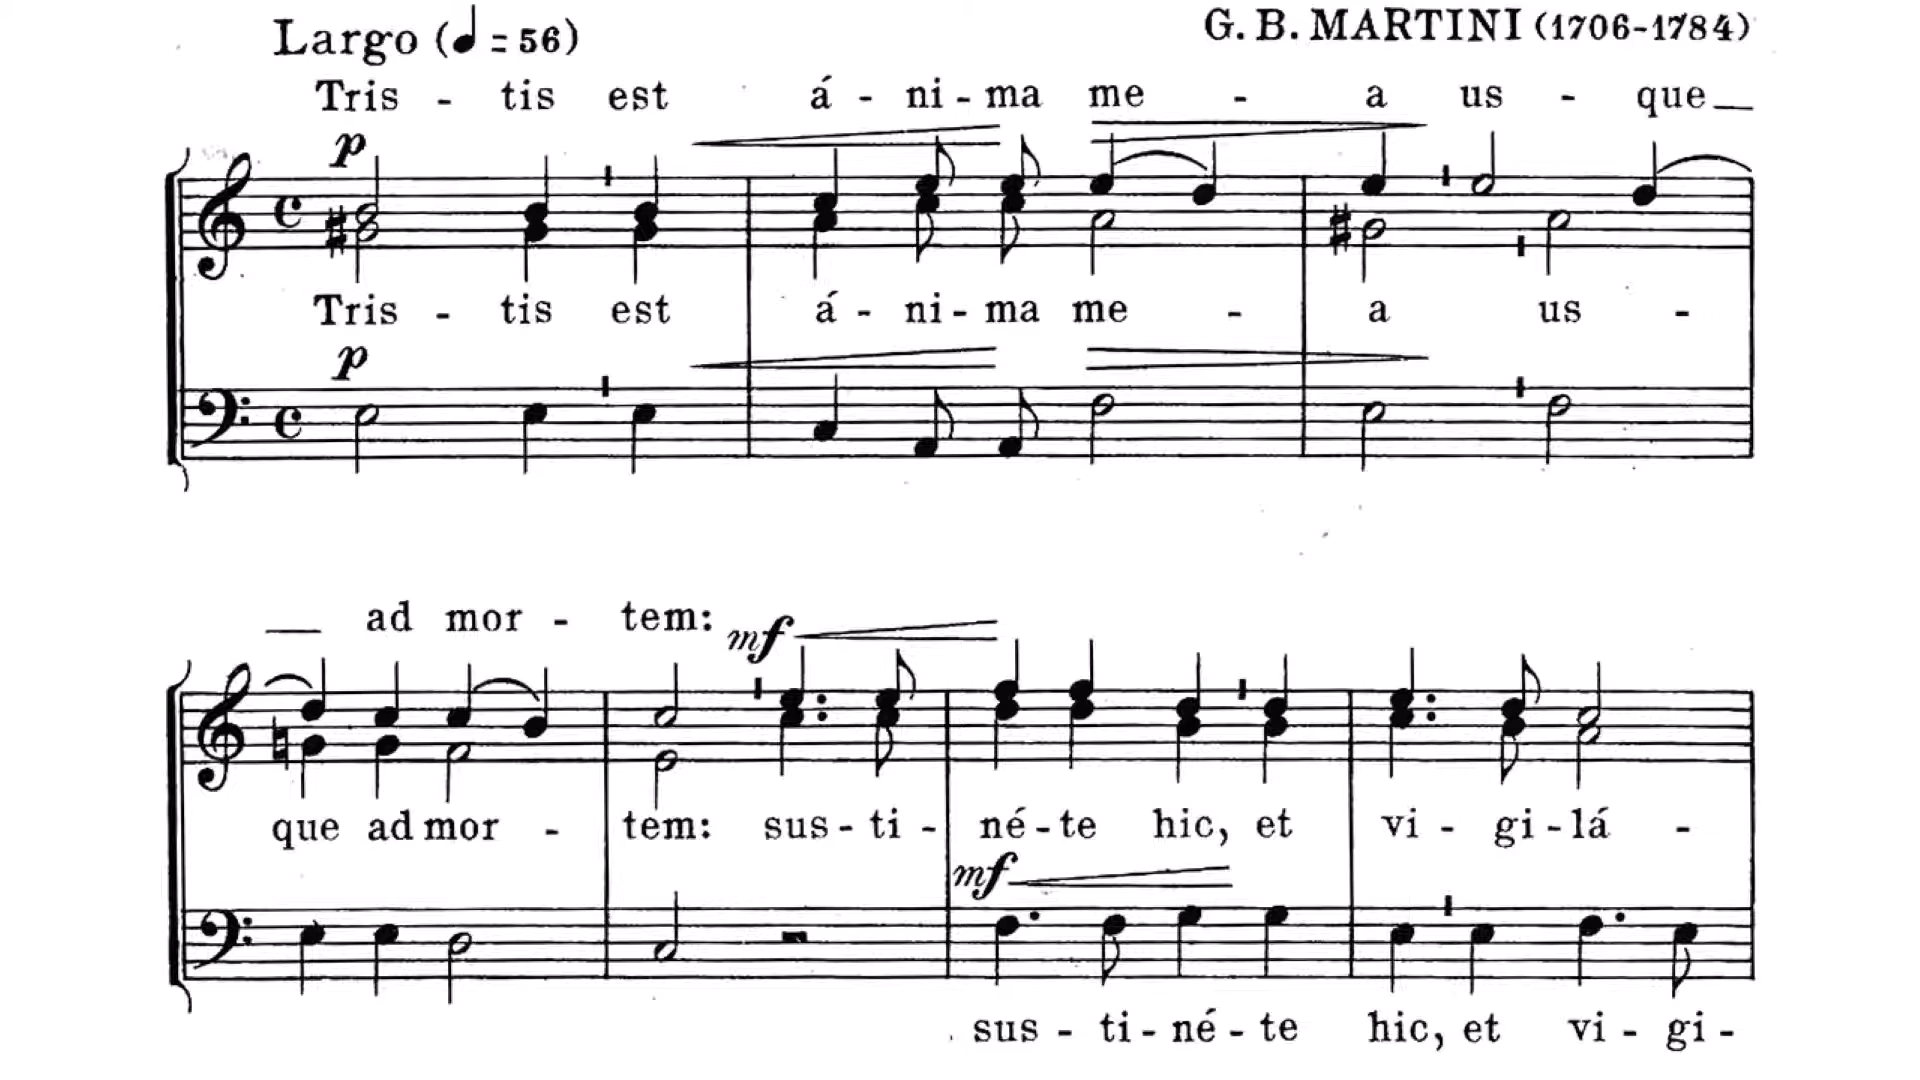 Largo (♩ = 56)
G. B. MARTINI (1706-1784)
Tris - tis est á - ni - ma me - a us - que
p
Tris - tis est á - ni - ma me - a us -
p
ad mor - tem:
mf
que ad mor - tem: sus - ti - né - te hic, et vi - gi - lá -
mf
sus - ti - né - te hic, et vi - gi -